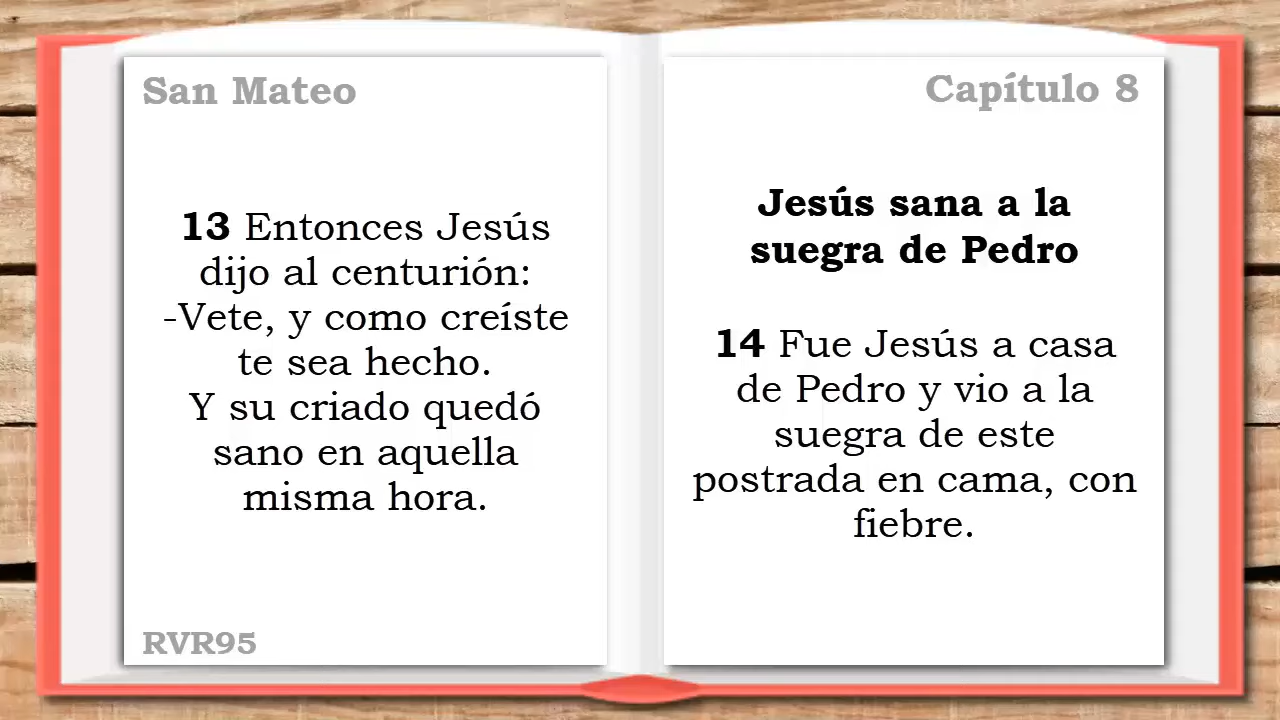 San Mateo
13 Entonces Jesús
dijo al centurión:
-Vete, y como creíste
te sea hecho.
Y su criado quedó
sano en aquella
misma hora.
RVR95
Capítulo 8
Jesús sana a la
suegra de Pedro
14 Fue Jesús a casa
de Pedro y vio a la
suegra de este
postrada en cama, con
fiebre.